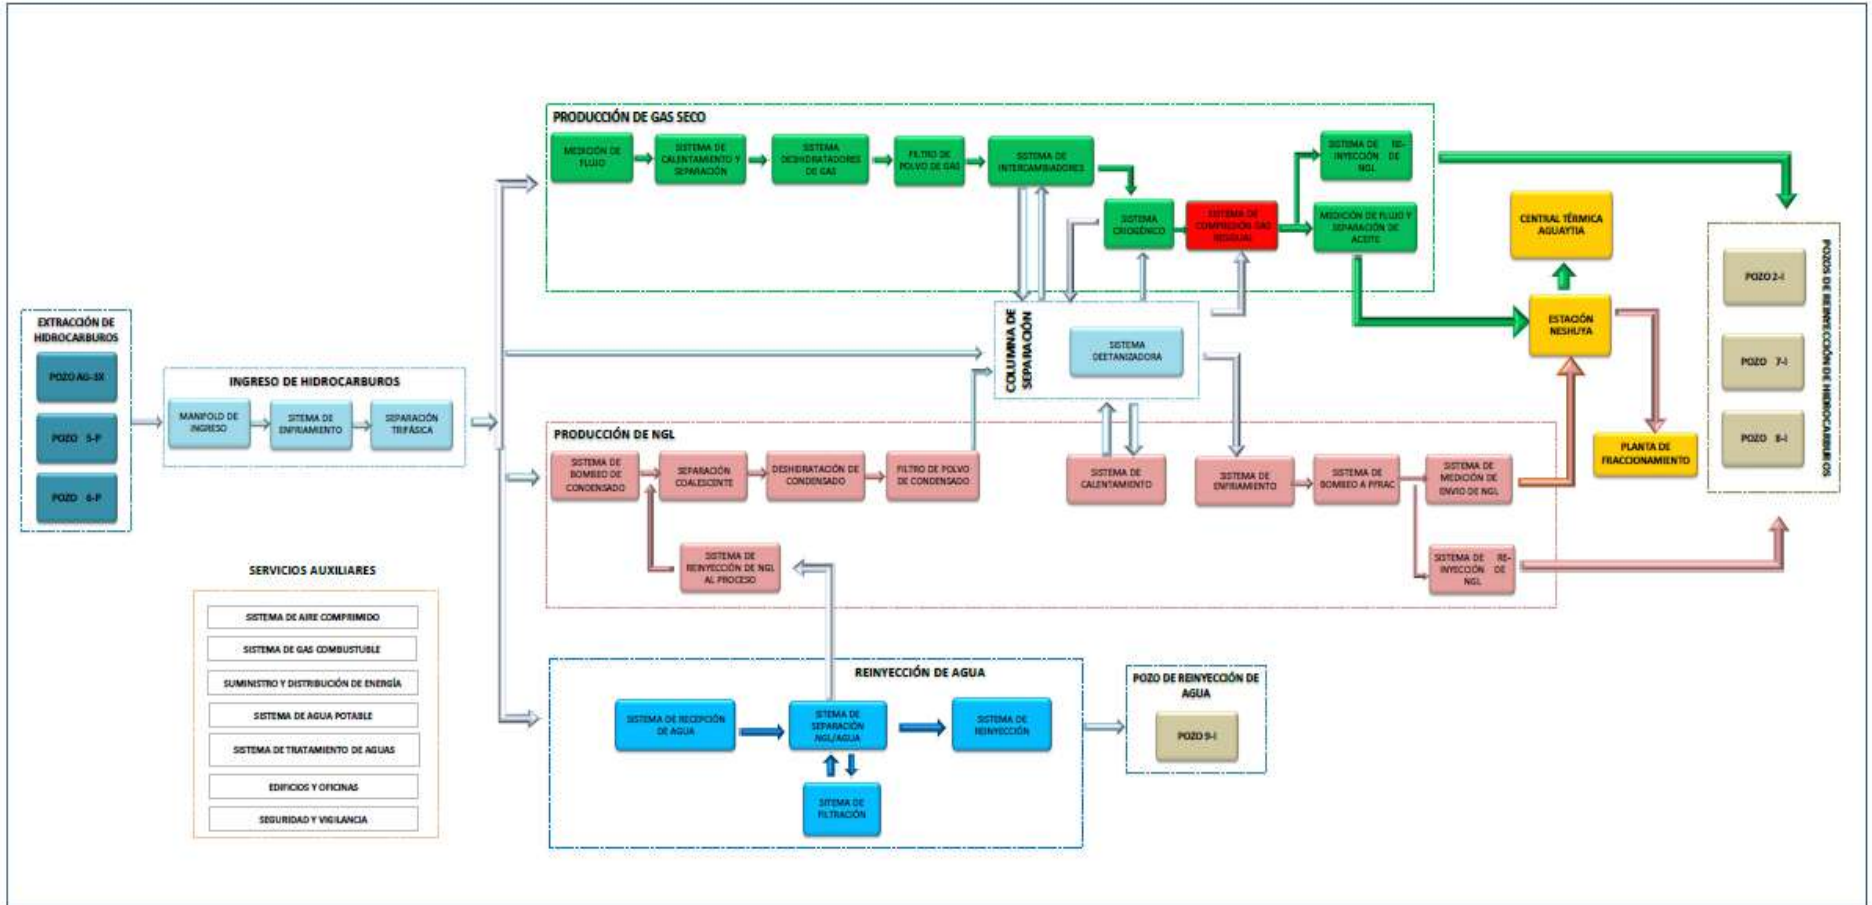 PRODUCCIÓN DE GAS SECO
MEDICIÓN DE
FLUJO
SISTEMA DE
CALENTAMIENTO Y
SEPARACIÓN
SISTEMA
DESHIDRATADORES
DE GAS
FILTRO DE
POLVO DE GAS
SISTEMA DE
INTERCAMBIADORES
SISTEMA
CRIOGÉNICO
SISTEMA DE
COMPRESIÓN GAS
RESIDUAL
SISTEMA DE RE-
INYECCIÓN DE
NGL
MEDICIÓN DE FLUJO Y
SEPARACIÓN DE
ACEITE
CENTRAL TÉRMICA
AGUAYTIA
ESTACIÓN
NESHUYA
PLANTA DE
FRACCIONAMIENTO
POZOS DE REINYECCIÓN DE HIDROCARBUROS
POZO 2-I
POZO 7-I
POZO 8-I
EXTRACCIÓN DE
HIDROCARBUROS
POZO AG-3X
POZO 5-P
POZO 6-P
INGRESO DE HIDROCARBUROS
MANIFOLD DE
INGRESO
SITEMA DE
ENFRIAMIENTO
SEPARACIÓN
TRIFÁSICA
COLUMNA DE
SEPARACIÓN
SISTEMA
DEETANIZADORA
PRODUCCIÓN DE NGL
SISTEMA DE
BOMBEO DE
CONDENSADO
SEPARACIÓN
COALESCENTE
DESHIDRATACIÓN DE
CONDENSADO
FILTRO DE POLVO
DE CONDENSADO
SISTEMA DE
CALENTAMIENTO
SISTEMA DE
ENFRIAMIENTO
SISTEMA DE
BOMBEO A PFRAC
SISTEMA DE
MEDICIÓN DE
ENVIO DE NGL
SISTEMA DE
REINYECCIÓN DE NGL
AL PROCESO
SISTEMA DE RE-
INYECCIÓN DE
NGL
SERVICIOS AUXILIARES
SISTEMA DE AIRE COMPRIMIDO
SISTEMA DE GAS COMBUSTUBLE
SUMINISTRO Y DISTRIBUCIÓN DE ENERGÍA
SISTEMA DE AGUA POTABLE
SISTEMA DE TRATAMIENTO DE AGUAS
EDIFICIOS Y OFICINAS
SEGURIDAD Y VIGILANCIA
REINYECCIÓN DE AGUA
SISTEMA DE RECEPCIÓN
DE AGUA
SITEMA DE
SEPARACIÓN
NGL/AGUA
SISTEMA DE
REINYECCIÓN
SITEMA DE
FILTRACIÓN
POZO DE REINYECCIÓN DE
AGUA
POZO 9-I